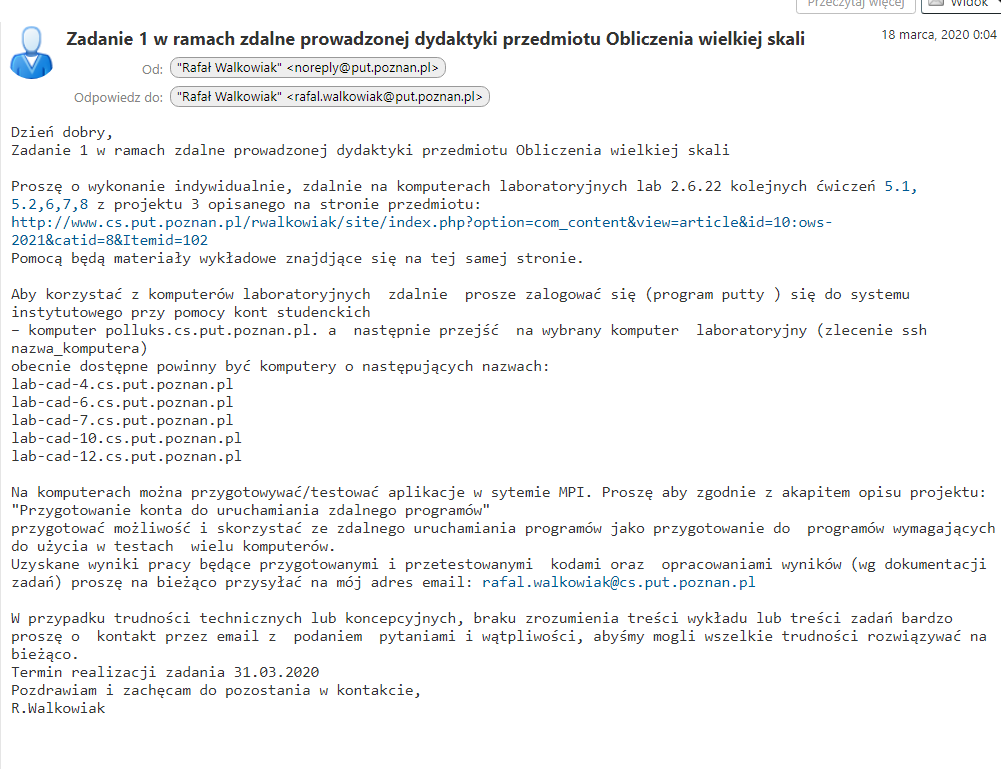 Przeczytaj więcej
Widok
Zadanie 1 w ramach zdalne prowadzonej dydaktyki przedmiotu Obliczenia wielkiej skali
18 marca, 2020 0:04
Od: "Rafał Walkowiak" <noreply@put.poznan.pl>
Odpowiedz do: "Rafał Walkowiak" <rafal.walkowiak@put.poznan.pl>
Dzień dobry,
Zadanie 1 w ramach zdalne prowadzonej dydaktyki przedmiotu Obliczenia wielkiej skali
Proszę o wykonanie indywidualnie, zdalnie na komputerach laboratoryjnych lab 2.6.22 kolejnych ćwiczeń 5.1,
5.2,6,7,8 z projektu 3 opisanego na stronie przedmiotu:
http://www.cs.put.poznan.pl/rwalkowiak/site/index.php?option=com_content&view=article&id=10:ows-
2021&catid=8&Itemid=102
Pomocą będą materiały wykładowe znajdjące się na tej samej stronie.
Aby korzystać z komputerów laboratoryjnych  zdalnie  prosze zalogować się (program putty ) się do systemu
instytutowego przy pomocy kont studenckich
– komputer polluks.cs.put.poznan.pl. a  następnie przejść  na wybrany komputer  laboratoryjny (zlecenie ssh
nazwa_komputera)
obecnie dostępne powinny być komputery o następujących nazwach:
lab-cad-4.cs.put.poznan.pl
lab-cad-6.cs.put.poznan.pl
lab-cad-7.cs.put.poznan.pl
lab-cad-10.cs.put.poznan.pl
lab-cad-12.cs.put.poznan.pl
Na komputerach można przygotowywać/testować aplikacje w sytemie MPI. Proszę aby zgodnie z akapitem opisu projektu:
"Przygotowanie konta do uruchamiania zdalnego programów"
przygotować możliwość i skorzystać ze zdalnego uruchamiania programów jako przygotowanie do  programów wymagających
do użycia w testach  wielu komputerów.
Uzyskane wyniki pracy będące przygotowanymi i przetestowanymi  kodami oraz  opracowaniami wyników (wg dokumentacji
zadań) proszę na bieżąco przysyłać na mój adres email: rafal.walkowiak@cs.put.poznan.pl
W przypadku trudności technicznych lub koncepcyjnych, braku zrozumienia treści wykładu lub treści zadań bardzo
proszę o  kontakt przez email z  podaniem  pytaniami i wątpliwości, abyśmy mogli wszelkie trudności rozwiązywać na
bieżąco.
Termin realizacji zadania 31.03.2020
Pozdrawiam i zachęcam do pozostania w kontakcie,
R.Walkowiak